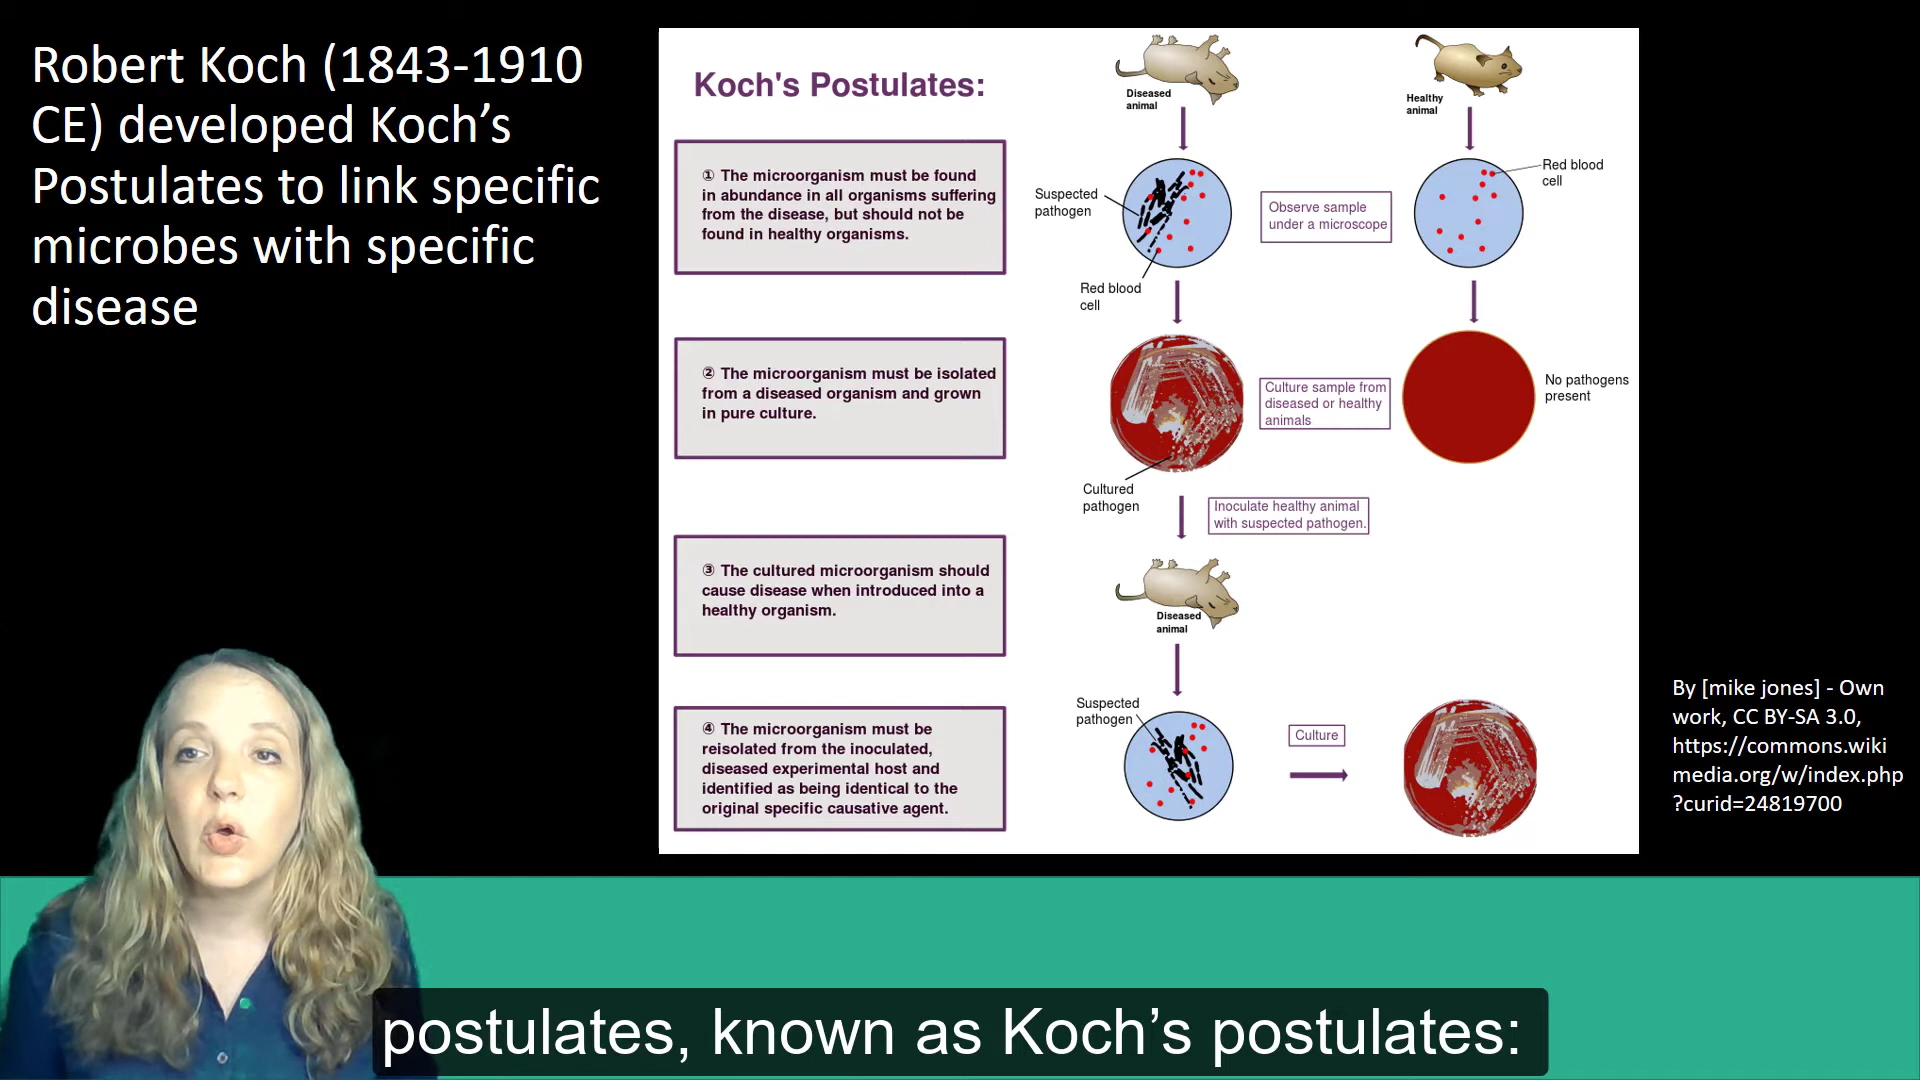 Robert Koch (1843-1910
CE) developed Koch’s
Postulates to link specific
microbes with specific
disease
Koch's Postulates:
① The microorganism must be found
in abundance in all organisms suffering
from the disease, but should not be
found in healthy organisms.
② The microorganism must be isolated
from a diseased organism and grown
in pure culture.
③ The cultured microorganism should
cause disease when introduced into a
healthy organism.
④ The microorganism must be
reisolated from the inoculated,
diseased experimental host and
identified as being identical to the
original specific causative agent.
Diseased
animal
Healthy
animal
Suspected
pathogen
Red blood
cell
Observe sample
under a microscope
Red blood
cell
Culture sample from
diseased or healthy
animals
No pathogens
present
Cultured
pathogen
Inoculate healthy animal
with suspected pathogen.
Diseased
animal
Suspected
pathogen
Culture
By [mike jones] - Own
work, CC BY-SA 3.0,
https://commons.wiki
media.org/w/index.php
?curid=24819700
postulates, known as Koch’s postulates: